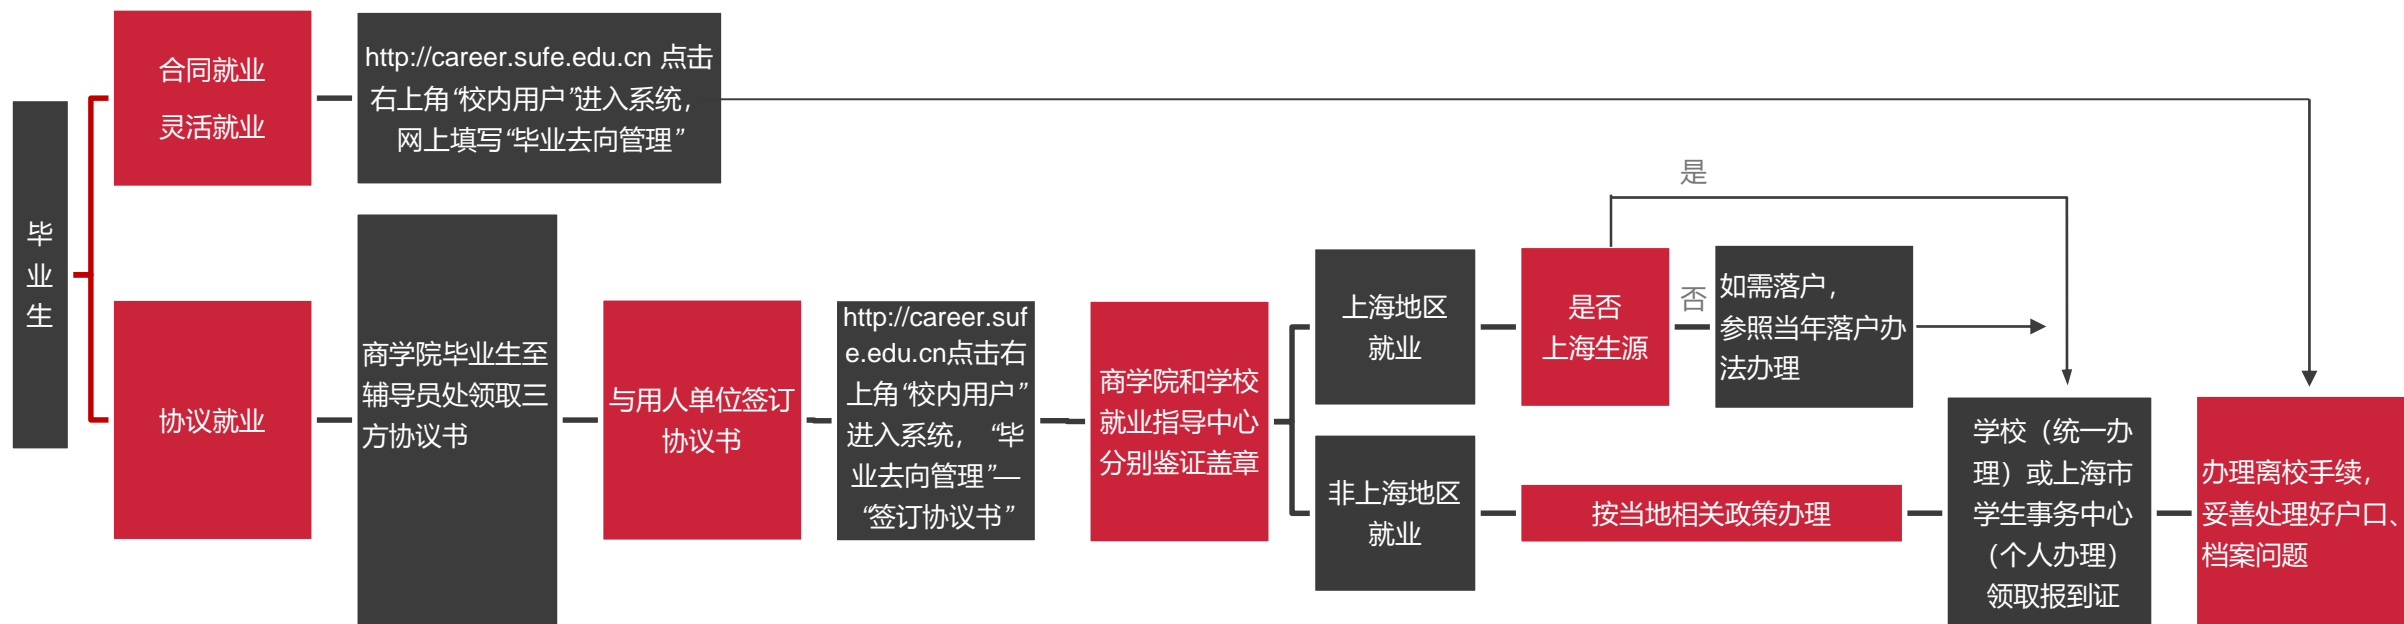 毕
业
生
合同就业
灵活就业
http://career.sufe.edu.cn 点击
右上角“校内用户”进入系统，
网上填写“毕业去向管理”
协议就业
商学院毕业生至
辅导员处领取三
方协议书
与用人单位签订
协议书
http://career.suf
e.edu.cn点击右
上角“校内用户”
进入系统，“毕
业去向管理”—
“签订协议书”
商学院和学校
就业指导中心
分别鉴证盖章
上海地区
就业
是否
上海生源
是
否
如需落户，
参照当年落户办
法办理
非上海地区
就业
按当地相关政策办理
学校（统一办
理）或上海市
学生事务中心
（个人办理）
领取报到证
办理离校手续，
妥善处理好户口、
档案问题